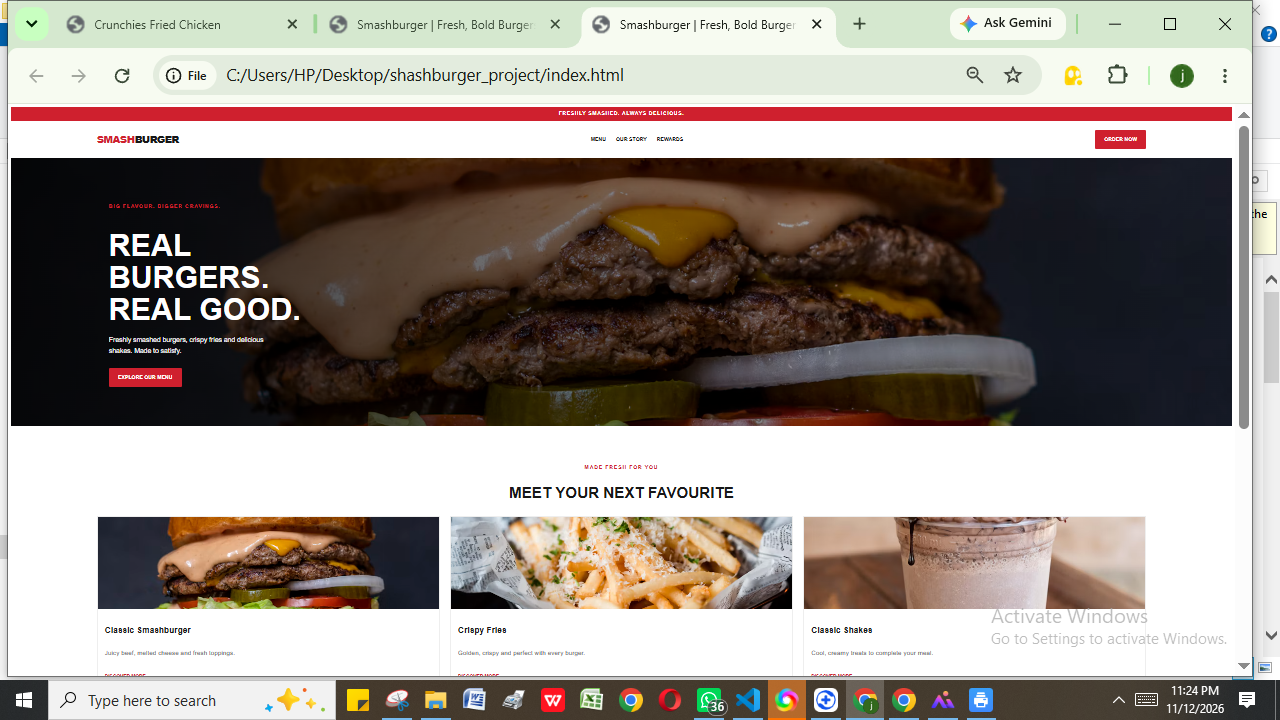 Crunchies Fried Chicken
Smashburger | Fresh, Bold Burger
Smashburger | Fresh, Bold Burger
Ask Gemini
File
C:/Users/HP/Desktop/shashburger_project/index.html
j
FRESHLY SMASHED. ALWAYS DELICIOUS.
SMASHBURGER
MENU OUR STORY REWARDS
ORDER NOW
the
BIG FLAVOUR. BIGGER CRAVINGS.
REAL
BURGERS.
REAL GOOD.
Freshly smashed burgers, crispy fries and delicious
shakes. Made to satisfy.
EXPLORE OUR MENU
MADE FRESH FOR YOU
MEET YOUR NEXT FAVOURITE
Classic Smashburger
Juicy beef, melted cheese and fresh toppings.
Crispy Fries
Golden, crispy and perfect with every burger.
Classic Shakes
Cool, creamy treats to complete your meal.
Activate Windows
Go to Settings to activate Windows.
Type here to search
36
j
11:24 PM
11/12/2026